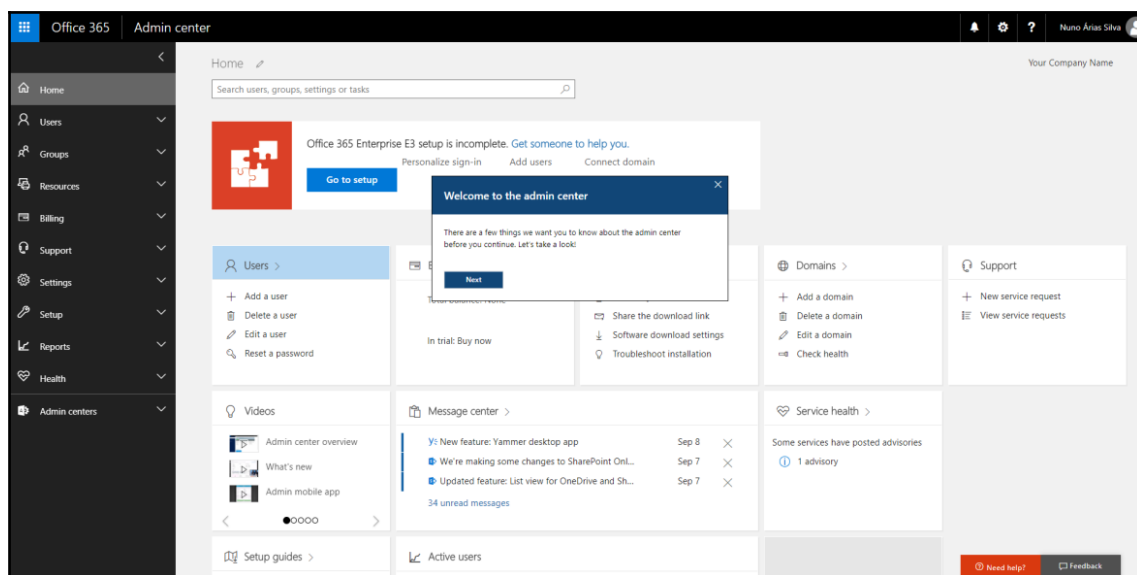 Office 365
Admin center
Nuno Árias Silva
Home
Your Company Name
Search users, groups, settings or tasks
Home
Users
Groups
Resources
Billing
Support
Settings
Setup
Reports
Health
Admin centers
Office 365 Enterprise E3 setup is incomplete. Get someone to help you.
Personalize sign-in
Add users
Connect domain
Go to setup
Welcome to the admin center
There are a few things we want you to know about the admin center
before you continue. Let's take a look!
Next
Users
Add a user
Delete a user
Edit a user
Reset a password
In trial: Buy now
Share the download link
Software download settings
Troubleshoot installation
Domains
Add a domain
Delete a domain
Edit a domain
Check health
Support
New service request
View service requests
Videos
Admin center overview
What's new
Admin mobile app
Message center
New feature: Yammer desktop app Sep 8
We're making some changes to SharePoint Onl... Sep 7
Updated feature: List view for OneDrive and Sh... Sep 7
34 unread messages
Service health
Some services have posted advisories
1 advisory
Setup guides
Active users
Need help?
Feedback